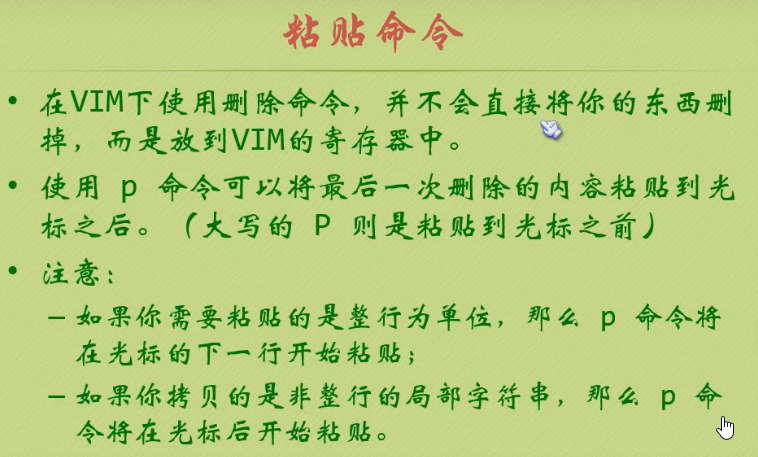 粘贴命令
• 在VIM下使用删除命令，并不会直接将你的东西删
掉，而是放到VIM的寄存器中。
• 使用 p 命令可以将最后一次删除的内容粘贴到光
标之后。（大写的 P 则是粘贴到光标之前）
• 注意：
– 如果你需要粘贴的是整行为单位，那么 p 命令将
在光标的下一行开始粘贴；
– 如果你拷贝的是非整行的局部字符串，那么 p 命
令将在光标后开始粘贴。